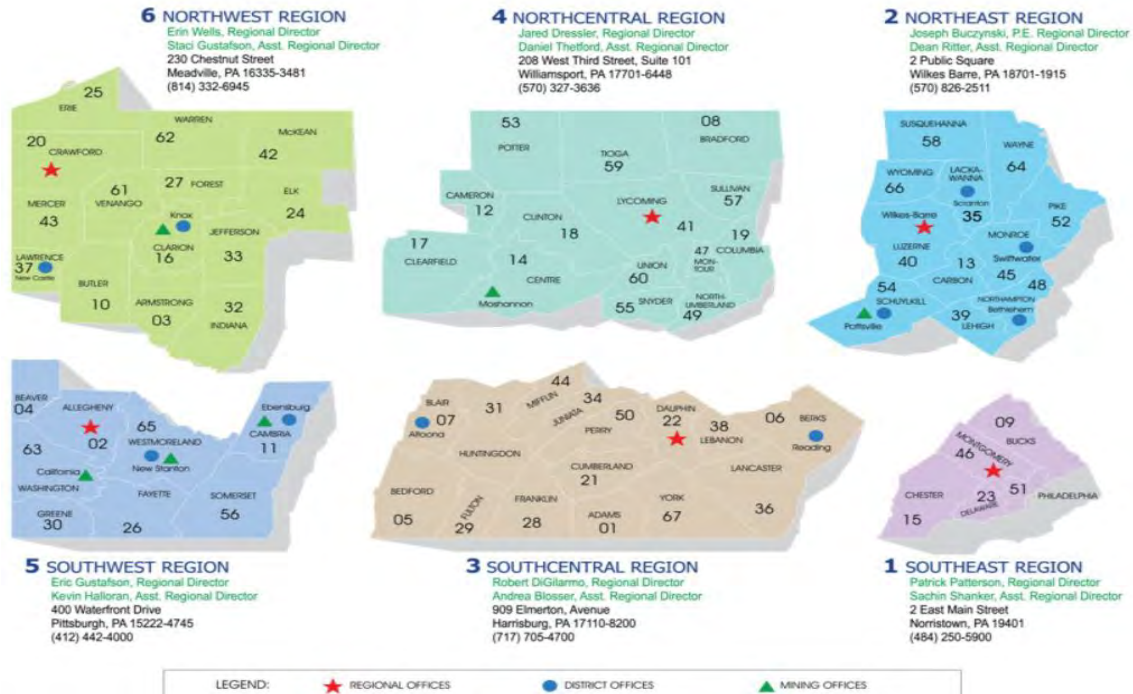 6 NORTHWEST REGION
Erin Wells, Regional Director
Staci Gustafson, Asst. Regional Director
230 Chestnut Street
Meadville, PA 16335-3481
(814) 332-6945
4 NORTHCENTRAL REGION
Jared Dressler, Regional Director
Daniel Thetford, Asst. Regional Director
208 West Third Street, Suite 101
Williamsport, PA 17701-6448
(570) 327-3636
2 NORTHEAST REGION
Joseph Buczynski, P.E. Regional Director
Dean Ritter, Asst. Regional Director
2 Public Square
Wilkes Barre, PA 18701-1915
(570) 826-2511
25
ERIE
WARREN
62
McKEAN
42
20
CRAWFORD
27 FOREST
61
VENANGO
ELK
24
MERCER
43
Knox
CLARION
16
JEFFERSON
33
LAWRENCE
37
New Castle
BUTLER
10
ARMSTRONG
03
32
INDIANA
53
POTTER
TIOGA
59
08
BRADFORD
CAMERON
12
CLINTON
18
LYCOMING
41
SULLIVAN
57
19
COLUMBIA
17
CLEARFIELD
14
CENTRE
Moshannon
UNION
60
47
MON-
TOUR
55
SNYDER
NORTH-
UMBERLAND
49
SUSQUEHANNA
58
WAYNE
64
WYOMING
66
LACKA-
WANNA
Scranton
35
PIKE
52
Wilkes-Barre
LUZERNE
40
MONROE
Swiftwater
45
13
CARBON
48
NORTHAMPTON
Bethlehem
54
SCHUYLKILL
Pottsville
39
LEHIGH
BEAVER
04
ALLEGHENY
02
65
WESTMORELAND
New Stanton
Ebensburg
CAMBRIA
11
63
California
WASHINGTON
FAYETTE
26
SOMERSET
56
GREENE
30
BLAIR
07
Altoona
31
HUNTINGDON
44
MIFFLIN
34
JUNIATA
50
PERRY
DAUPHIN
22
38
LEBANON
06
BERKS
Reading
CUMBERLAND
21
LANCASTER
36
BEDFORD
05
FULTON
29
FRANKLIN
28
ADAMS
01
YORK
67
09
BUCKS
MONTGOMERY
46
CHESTER
15
23
DELAWARE
51
PHILADELPHIA
5 SOUTHWEST REGION
Eric Gustafson, Regional Director
Kevin Halloran, Asst. Regional Director
400 Waterfront Drive
Pittsburgh, PA 15222-4745
(412) 442-4000
3 SOUTHCENTRAL REGION
Robert DiGilarmo, Regional Director
Andrea Blosser, Asst. Regional Director
909 Elmerton, Avenue
Harrisburg, PA 17110-8200
(717) 705-4700
1 SOUTHEAST REGION
Patrick Patterson, Regional Director
Sachin Shanker, Asst. Regional Director
2 East Main Street
Norristown, PA 19401
(484) 250-5900
LEGEND: REGIONAL OFFICES DISTRICT OFFICES MINING OFFICES